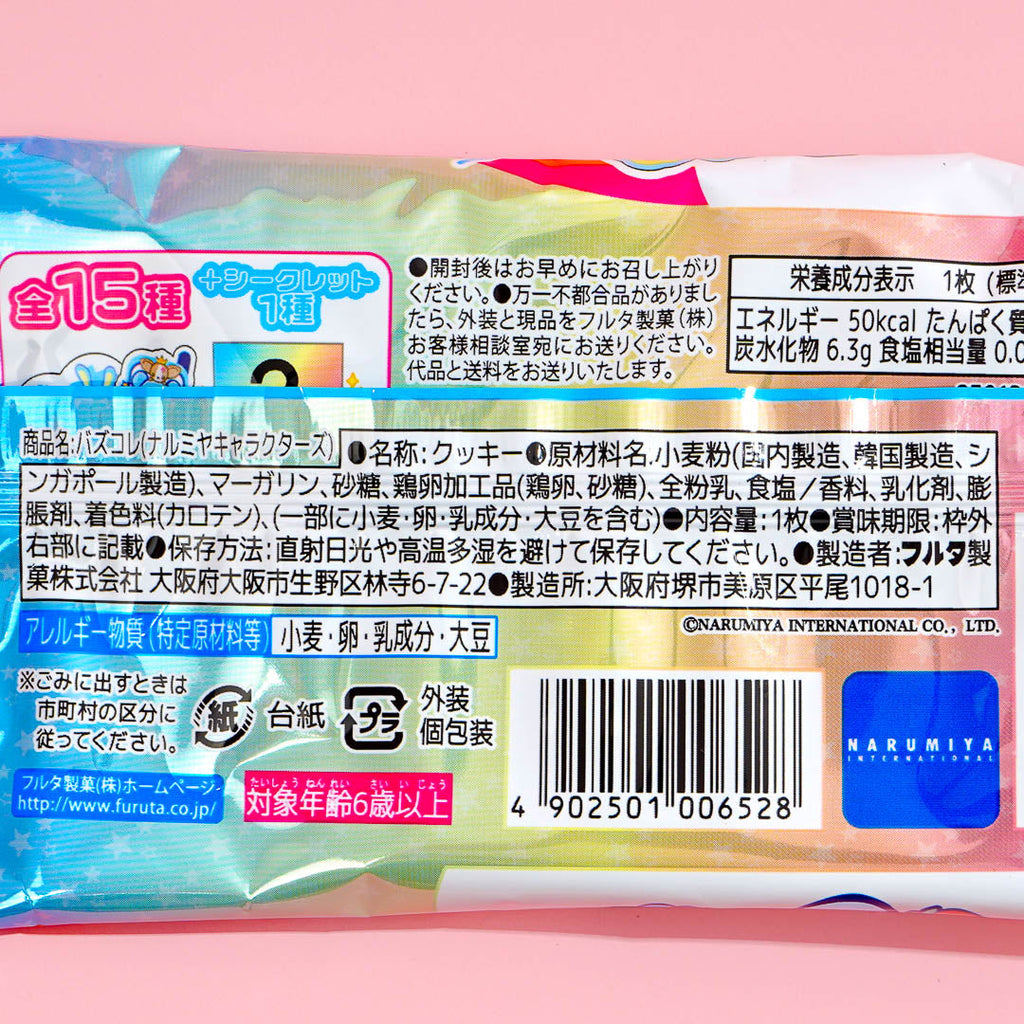 全15種
+シークレット
1種
?
●開封後はお早めにお召し上がり
ください。●万一不都合品がありまし
たら、外装と現品をフルタ製菓(株)
お客様相談室宛にお送りください。
代品と送料をお送りいたします。
栄養成分表示 1枚 (標準
エネルギー 50kcal たんぱく質
炭水化物 6.3g 食塩相当量 0.0
商品名:バズコレ(ナルミヤキャラクターズ)
●名称:クッキー●原材料名:小麦粉(国内製造、韓国製造、シ
ンガポール製造)、マーガリン、砂糖、鶏卵加工品(鶏卵、砂糖)、全粉乳、食塩/香料、乳化剤、膨
脹剤、着色料(カロテン)、(一部に小麦・卵・乳成分・大豆を含む)●内容量:1枚●賞味期限:枠外
右部に記載●保存方法:直射日光や高温多湿を避けて保存してください。●製造者:フルタ製
菓株式会社 大阪府大阪市生野区林寺6-7-22●製造所:大阪府堺市美原区平尾1018-1
アレルギー物質(特定原材料等) 小麦・卵・乳成分・大豆
©NARUMIYA INTERNATIONAL CO., LTD.
※ごみに出すときは
市町村の区分に
従ってください。
紙 台紙
プラ 外装
個包装
フルタ製菓(株)ホームページ
http://www.furuta.co.jp/
たいしょうねんれい さいいじょう
対象年齢6歳以上
4 902501 006528
NARUMIYA
INTERNATIONAL